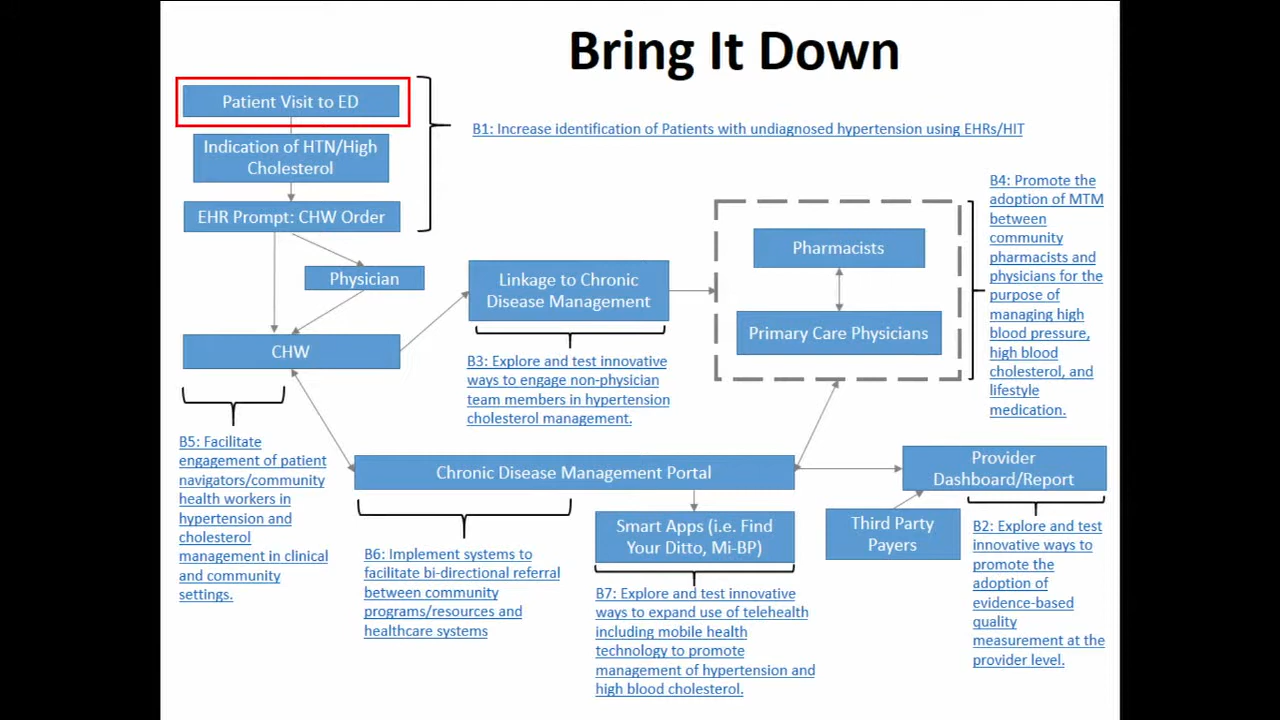 Bring It Down
Patient Visit to ED
Indication of HTN/High
Cholesterol
EHR Prompt: CHW Order
Physician
CHW
B1: Increase identification of Patients with undiagnosed hypertension using EHRs/HIT
Linkage to Chronic
Disease Management
B3: Explore and test innovative
ways to engage non-physician
team members in hypertension
cholesterol management.
Pharmacists
Primary Care Physicians
B4: Promote the
adoption of MTM
between
community
pharmacists and
physicians for the
purpose of
managing high
blood pressure,
high blood
cholesterol, and
lifestyle
medication.
B5: Facilitate
engagement of patient
navigators/community
health workers in
hypertension and
cholesterol
management in clinical
and community
settings.
Chronic Disease Management Portal
B6: Implement systems to
facilitate bi-directional referral
between community
programs/resources and
healthcare systems
Smart Apps (i.e. Find
Your Ditto, Mi-BP)
B7: Explore and test innovative
ways to expand use of telehealth
including mobile health
technology to promote
management of hypertension and
high blood cholesterol.
Provider
Dashboard/Report
Third Party
Payers
B2: Explore and test
innovative ways to
promote the
adoption of
evidence-based
quality
measurement at the
provider level.